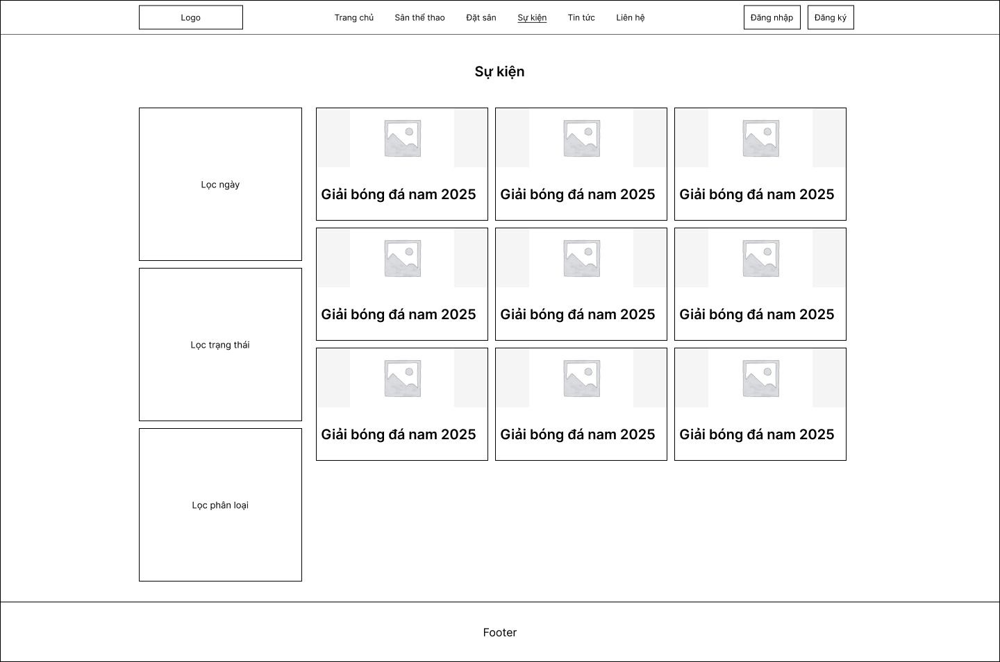 Logo
Trang chủ
Sân thể thao
Đặt sân
Sự kiện
Tin tức
Liên hệ
Đăng nhập
Đăng ký
Sự kiện
Lọc ngày
Lọc trạng thái
Lọc phân loại
Giải bóng đá nam 2025
Giải bóng đá nam 2025
Giải bóng đá nam 2025
Giải bóng đá nam 2025
Giải bóng đá nam 2025
Giải bóng đá nam 2025
Giải bóng đá nam 2025
Giải bóng đá nam 2025
Giải bóng đá nam 2025
Footer